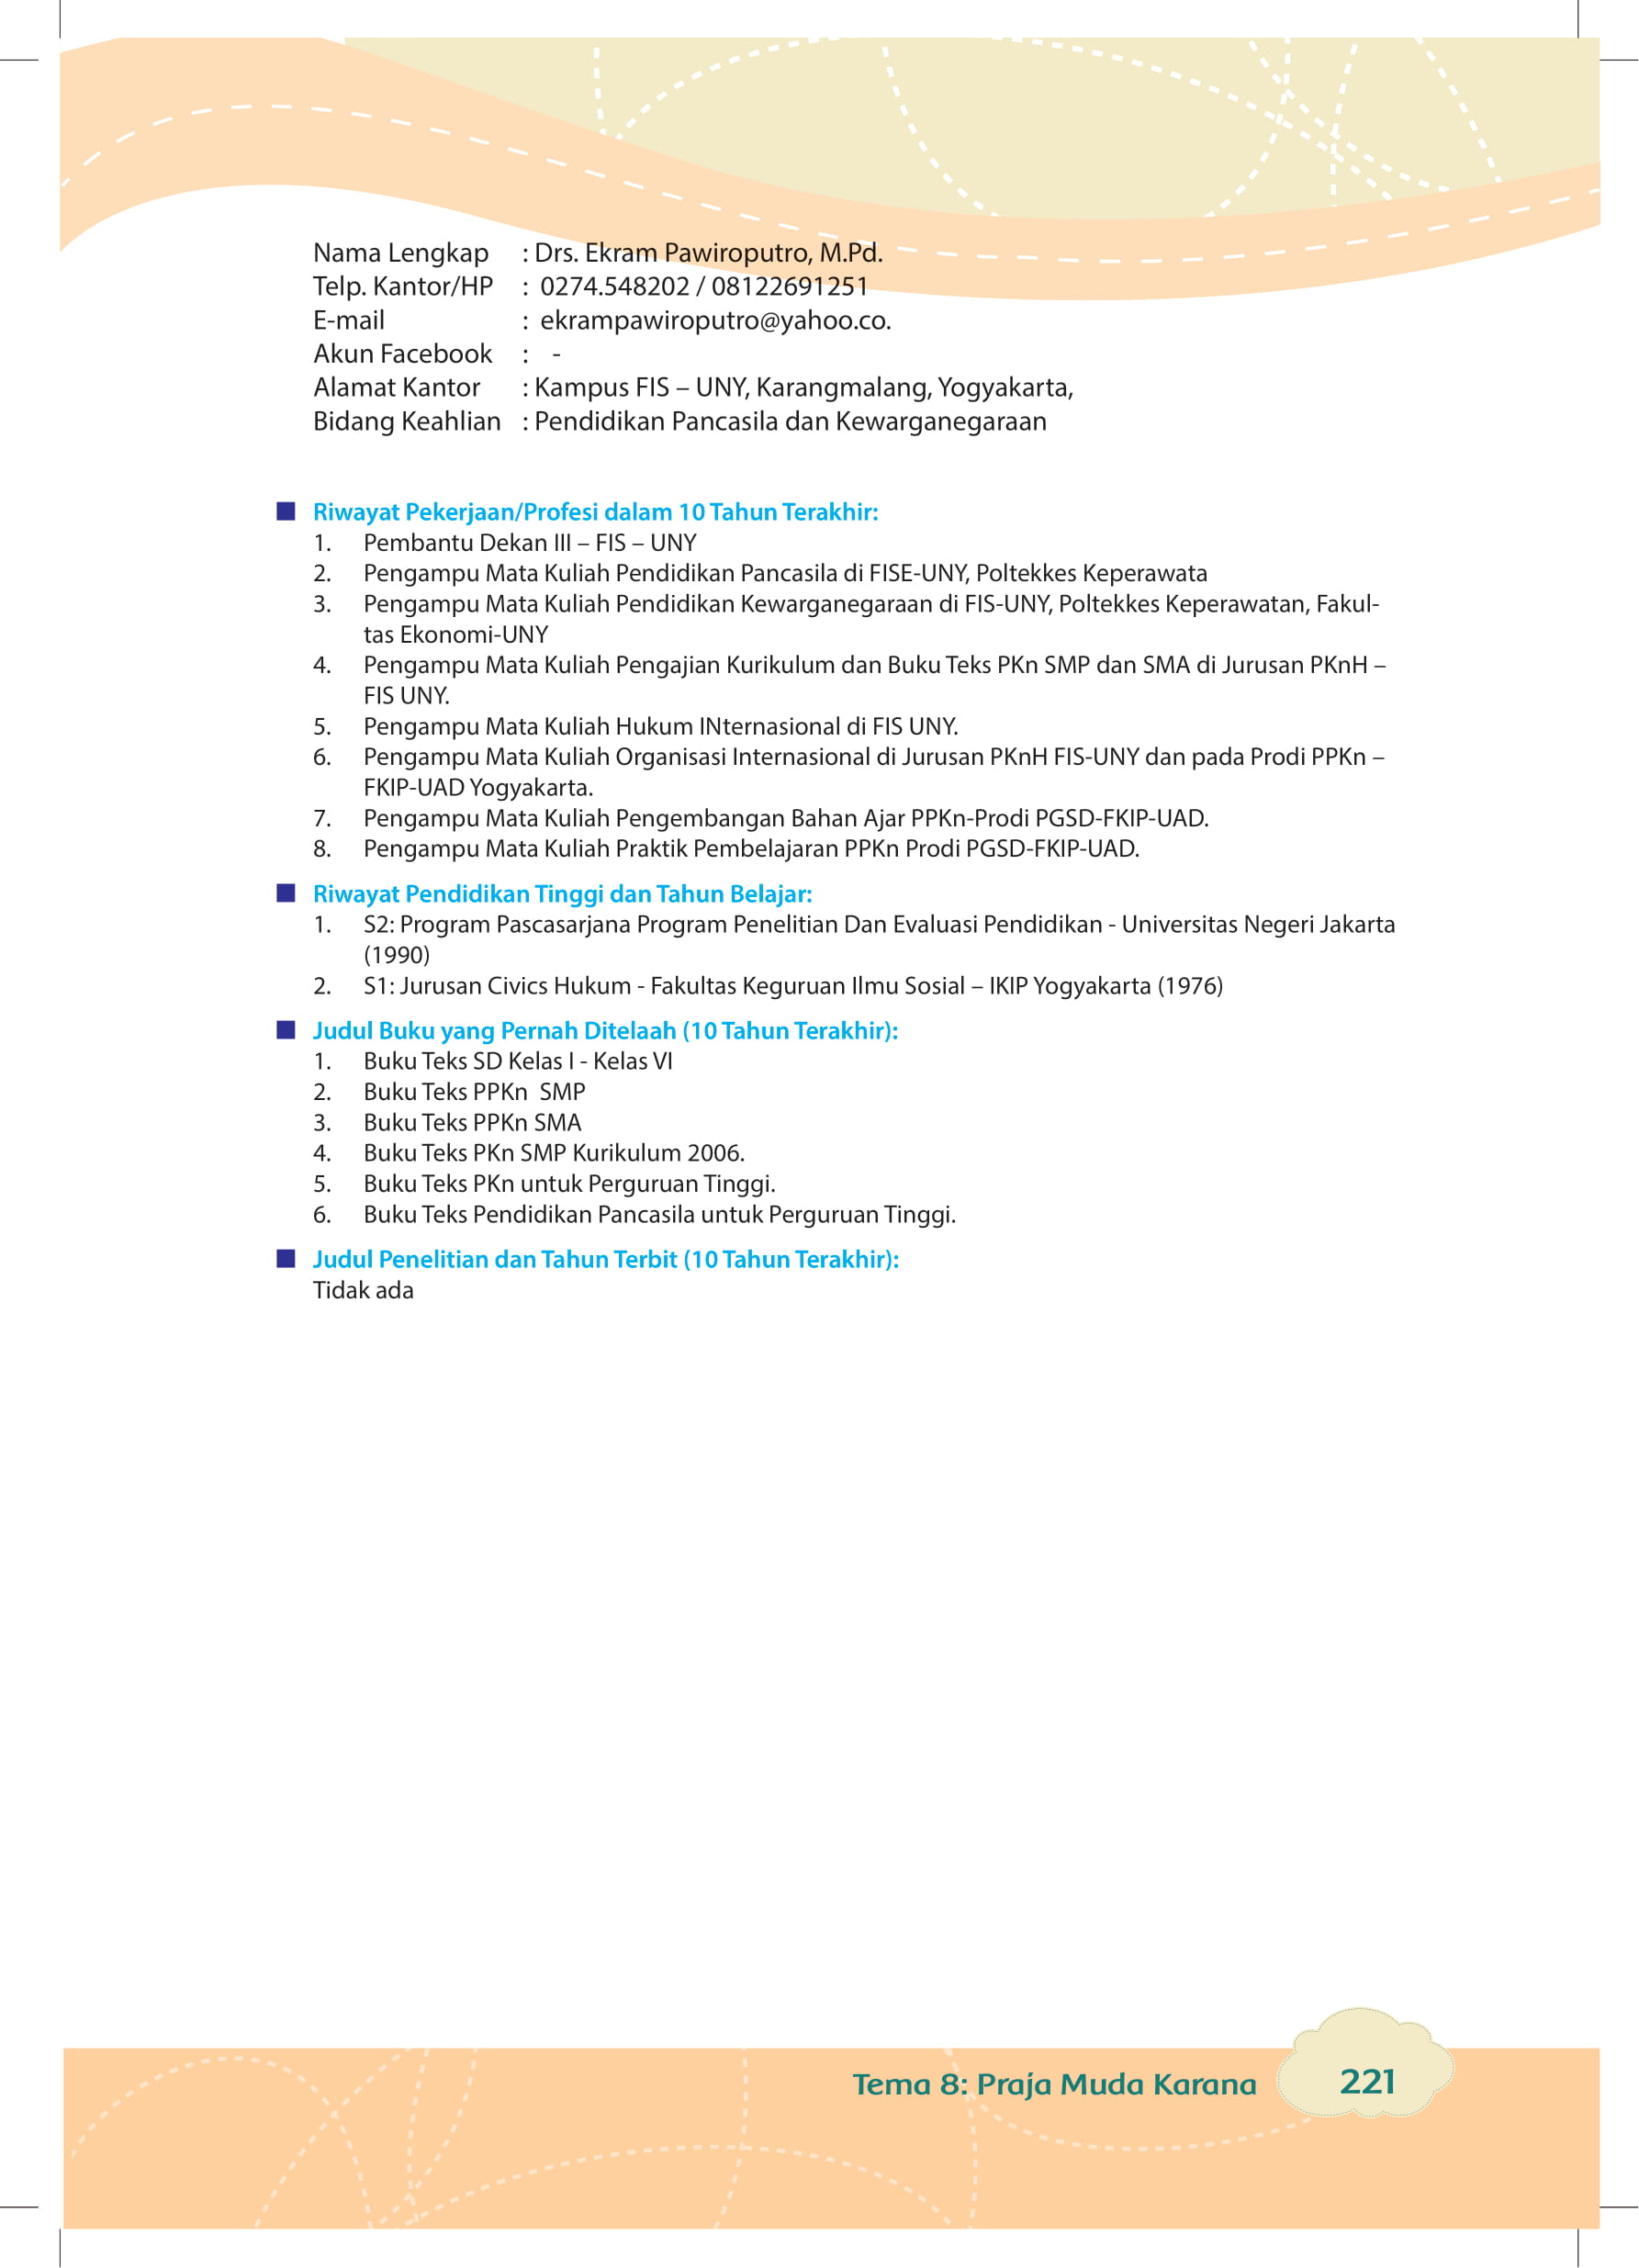 Nama Lengkap : Drs. Ekram Pawiroputro, M.Pd.
Telp. Kantor/HP : 0274.548202 / 08122691251
E-mail : ekrampawiroputro@yahoo.co.
Akun Facebook : -
Alamat Kantor : Kampus FIS – UNY, Karangmalang, Yogyakarta,
Bidang Keahlian : Pendidikan Pancasila dan Kewarganegaraan
Riwayat Pekerjaan/Profesi dalam 10 Tahun Terakhir:
1. Pembantu Dekan III – FIS – UNY
2. Pengampu Mata Kuliah Pendidikan Pancasila di FISE-UNY, Poltekkes Keperawata
3. Pengampu Mata Kuliah Pendidikan Kewarganegaraan di FIS-UNY, Poltekkes Keperawatan, Fakul-
tas Ekonomi-UNY
4. Pengampu Mata Kuliah Pengajian Kurikulum dan Buku Teks PKn SMP dan SMA di Jurusan PKnH –
FIS UNY.
5. Pengampu Mata Kuliah Hukum INternasional di FIS UNY.
6. Pengampu Mata Kuliah Organisasi Internasional di Jurusan PKnH FIS-UNY dan pada Prodi PPKn –
FKIP-UAD Yogyakarta.
7. Pengampu Mata Kuliah Pengembangan Bahan Ajar PPKn-Prodi PGSD-FKIP-UAD.
8. Pengampu Mata Kuliah Praktik Pembelajaran PPKn Prodi PGSD-FKIP-UAD.
Riwayat Pendidikan Tinggi dan Tahun Belajar:
1. S2: Program Pascasarjana Program Penelitian Dan Evaluasi Pendidikan - Universitas Negeri Jakarta
(1990)
2. S1: Jurusan Civics Hukum - Fakultas Keguruan Ilmu Sosial – IKIP Yogyakarta (1976)
Judul Buku yang Pernah Ditelaah (10 Tahun Terakhir):
1. Buku Teks SD Kelas I - Kelas VI
2. Buku Teks PPKn SMP
3. Buku Teks PPKn SMA
4. Buku Teks PKn SMP Kurikulum 2006.
5. Buku Teks PKn untuk Perguruan Tinggi.
6. Buku Teks Pendidikan Pancasila untuk Perguruan Tinggi.
Judul Penelitian dan Tahun Terbit (10 Tahun Terakhir):
Tidak ada
Tema 8: Praja Muda Karana 221